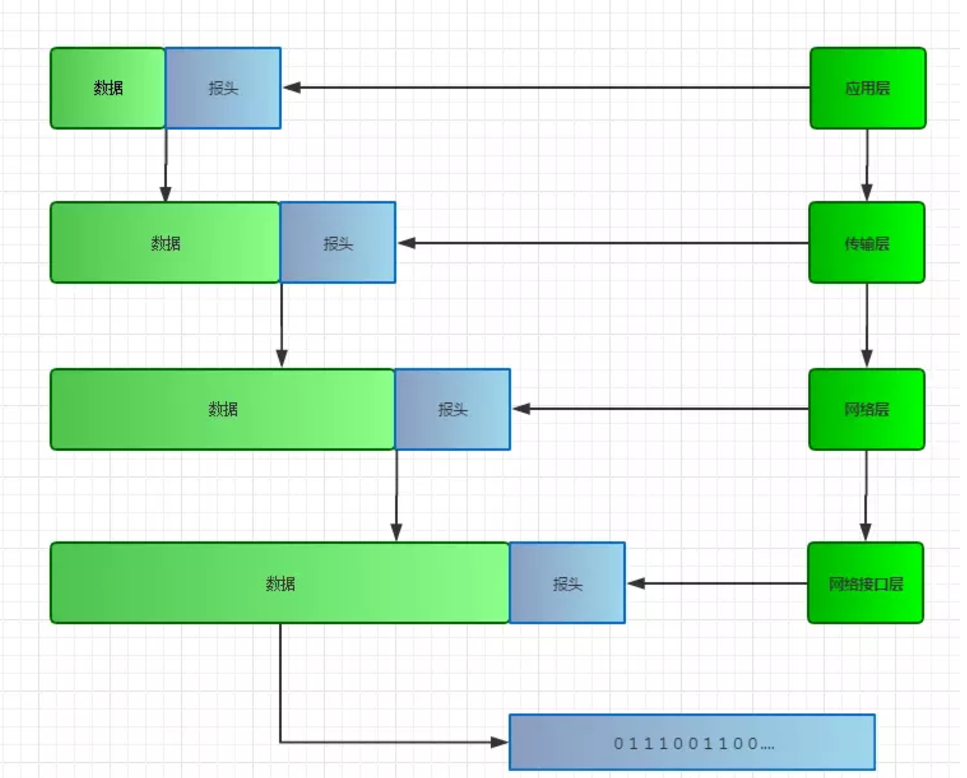 数据 报头 应用层
数据 报头 传输层
数据 报头 网络层
数据 报头 网络接口层
0111001100....